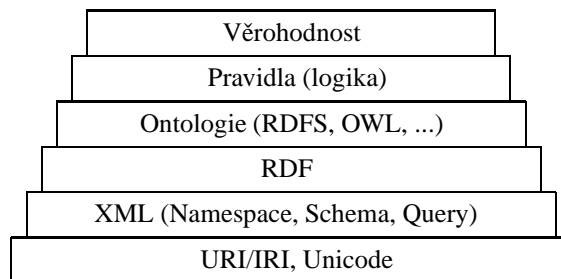 Věrohodnost
Pravidla (logika)
Ontologie (RDFS, OWL, ...)
RDF
XML (Namespace, Schema, Query)
URI/IRI, Unicode